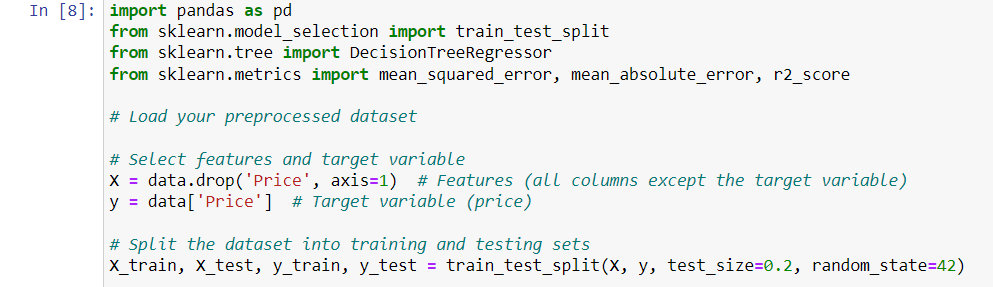 In [8]: import pandas as pd
from sklearn.model_selection import train_test_split
from sklearn.tree import DecisionTreeRegressor
from sklearn.metrics import mean_squared_error, mean_absolute_error, r2_score
# Load your preprocessed dataset
# Select features and target variable
X = data.drop('Price', axis=1)  # Features (all columns except the target variable)
y = data['Price']  # Target variable (price)
# Split the dataset into training and testing sets
X_train, X_test, y_train, y_test = train_test_split(X, y, test_size=0.2, random_state=42)